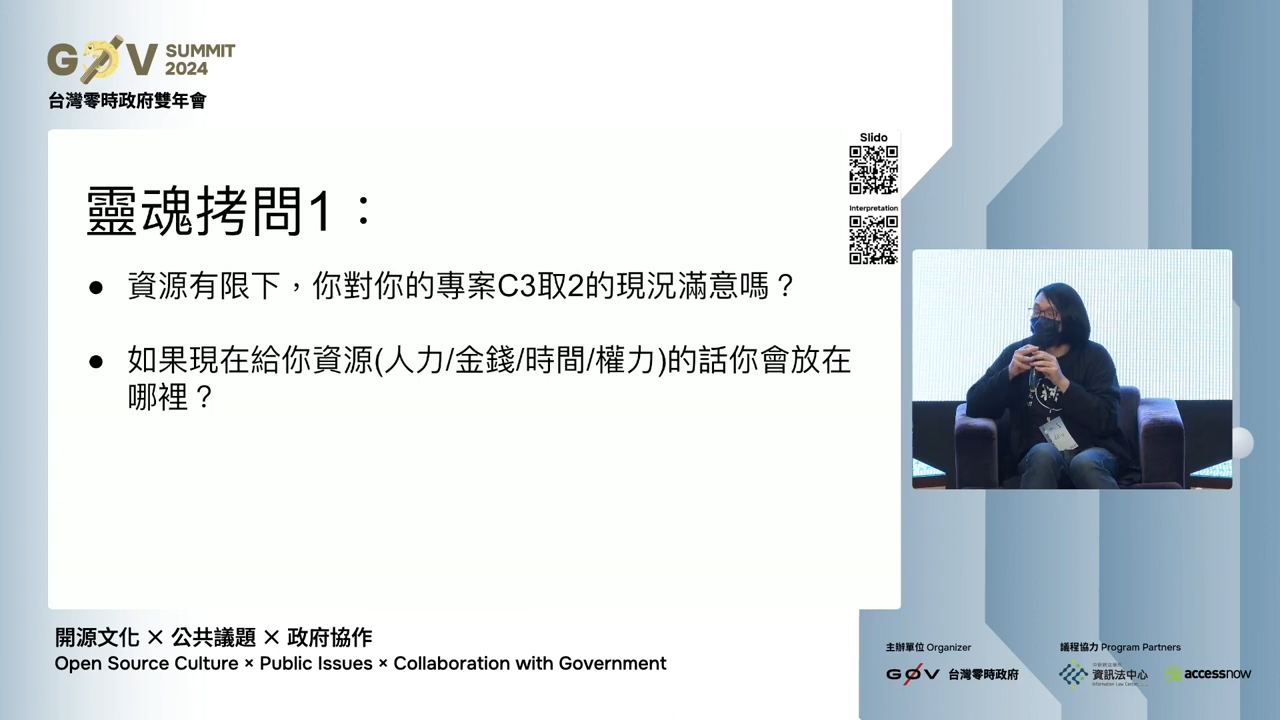 G0V SUMMIT 2024
台灣零時政府雙年會
Slido
Interpretation
靈魂拷問1：
● 資源有限下，你對你的專案C3取2的現況滿意嗎？
● 如果現在給你資源(人力/金錢/時間/權力)的話你會放在
哪裡？
開源文化 × 公共議題 × 政府協作
Open Source Culture × Public Issues × Collaboration with Government
主辦單位 Organizer
G0V 台灣零時政府
議程協力 Program Partners
資訊法中心
Information Law Center
accessnow